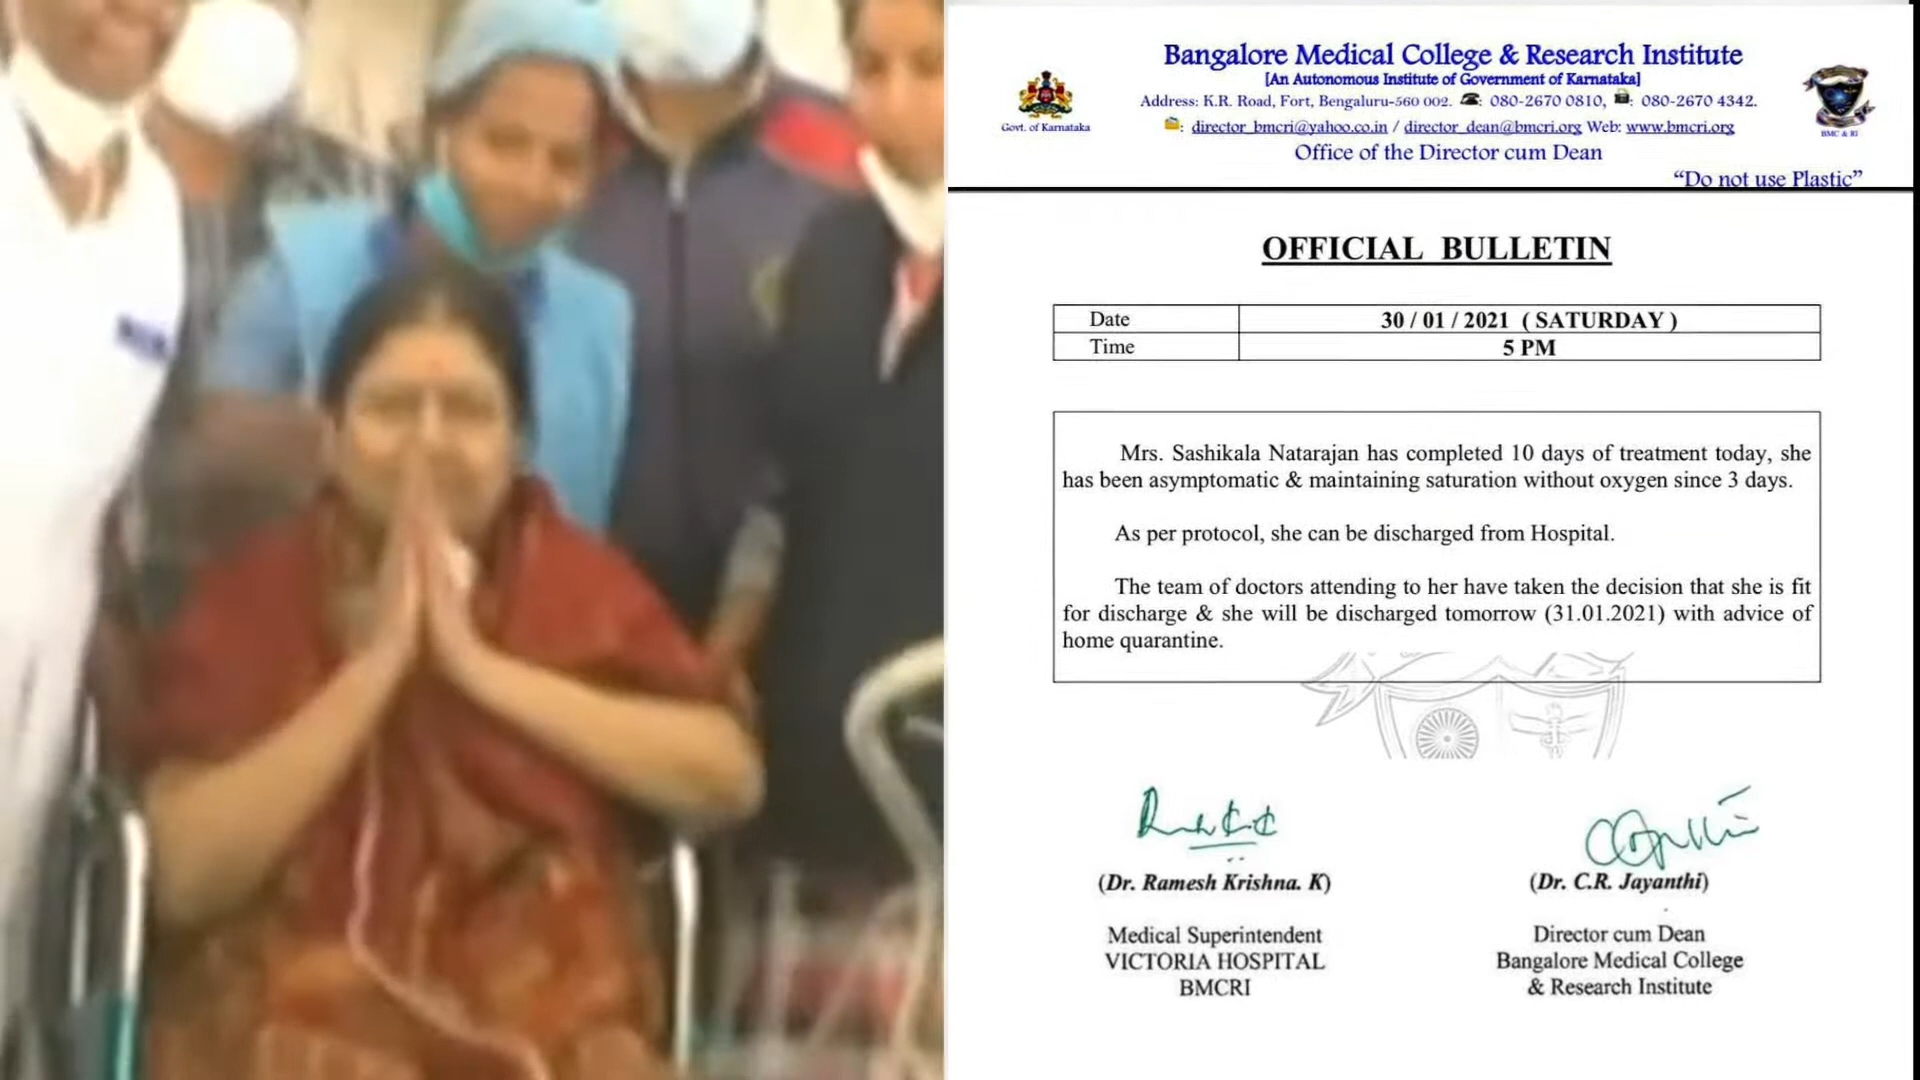 Bangalore Medical College & Research Institute
[An Autonomous Institute of Government of Karnataka]
Address: K.R. Road, Fort, Bengaluru-560 002. ☎: 080-2670 0810, 📠: 080-2670 4342.
: director_bmcri@yahoo.co.in / director_dean@bmcri.org Web: www.bmcri.org
Office of the Director cum Dean
Govt. of Karnataka
BMC & RI
"Do not use Plastic"
OFFICIAL BULLETIN
Date 30 / 01 / 2021 ( SATURDAY )
Time 5 PM
Mrs. Sashikala Natarajan has completed 10 days of treatment today, she
has been asymptomatic & maintaining saturation without oxygen since 3 days.
As per protocol, she can be discharged from Hospital.
The team of doctors attending to her have taken the decision that she is fit
for discharge & she will be discharged tomorrow (31.01.2021) with advice of
home quarantine.
(Dr. Ramesh Krishna. K) (Dr. C.R. Jayanthi)
Medical Superintendent Director cum Dean
VICTORIA HOSPITAL Bangalore Medical College
BMCRI & Research Institute